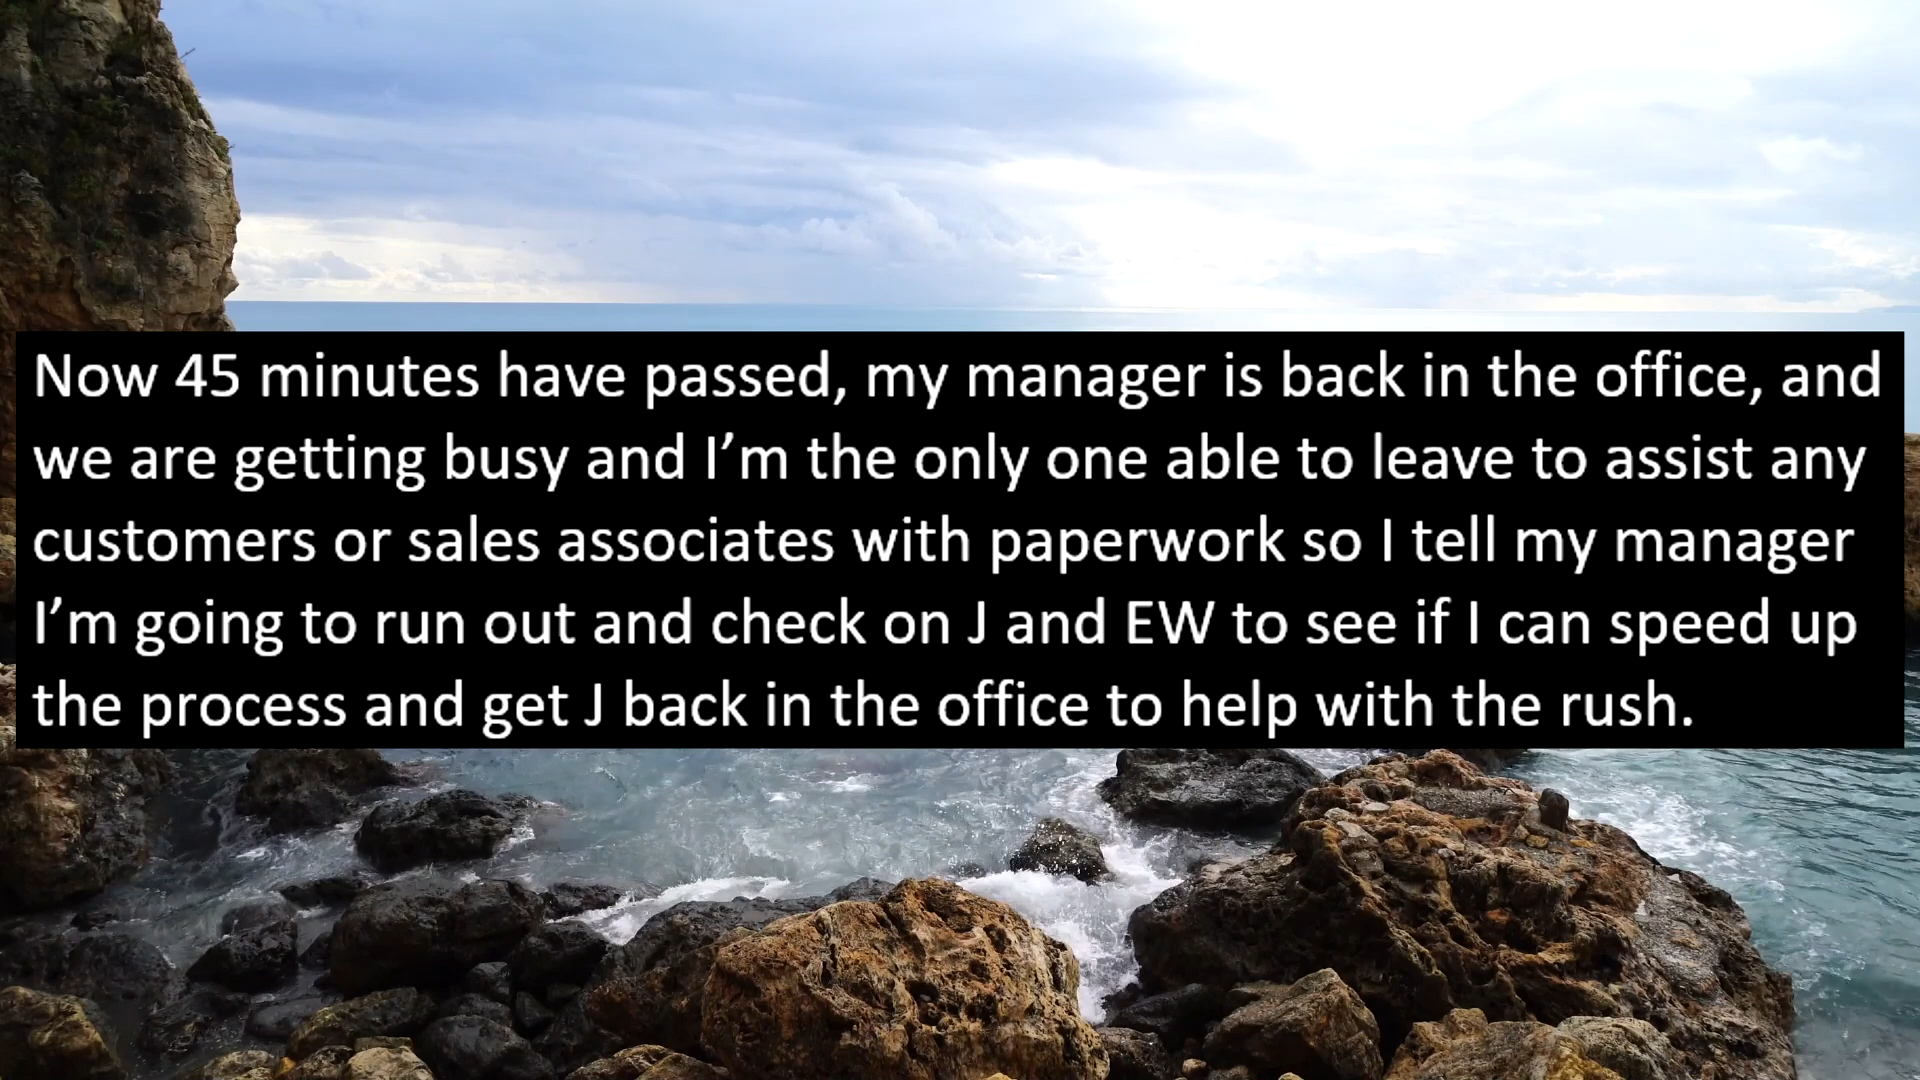 Now 45 minutes have passed, my manager is back in the office, and
we are getting busy and I’m the only one able to leave to assist any
customers or sales associates with paperwork so I tell my manager
I’m going to run out and check on J and EW to see if I can speed up
the process and get J back in the office to help with the rush.